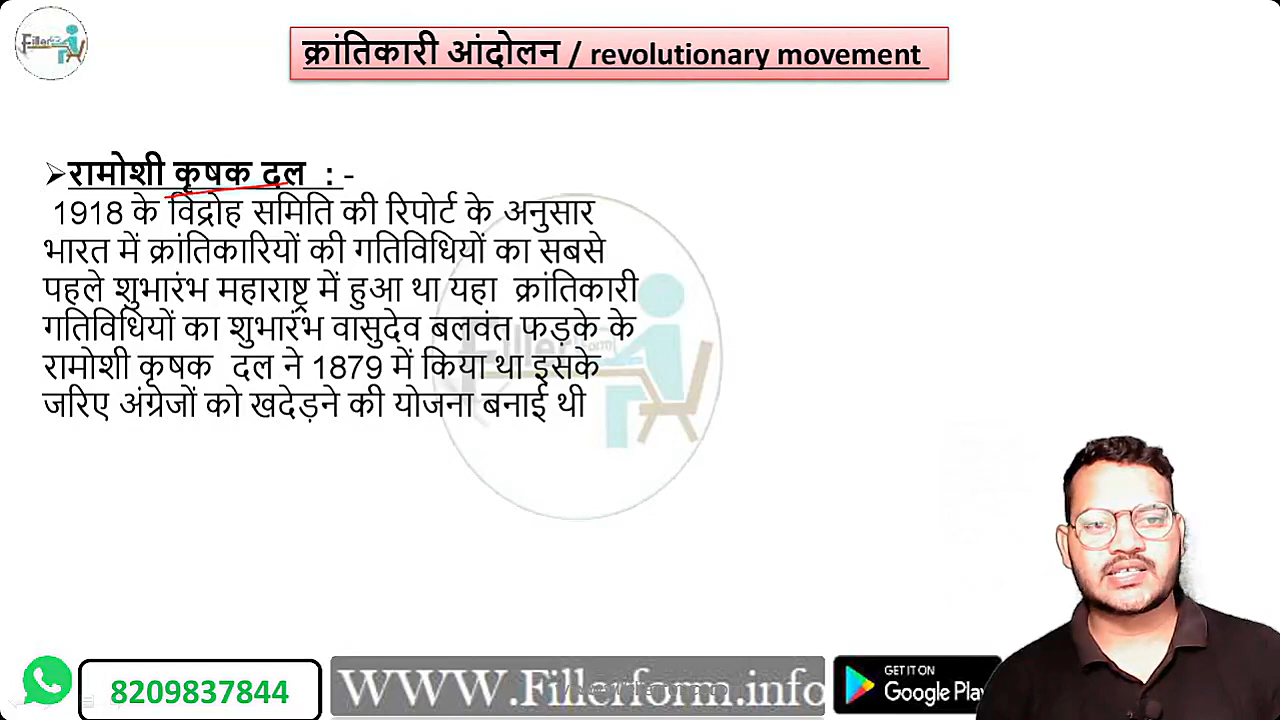 Fillerform
क्रांतिकारी आंदोलन / revolutionary movement
➢रामोशी कृषक दल : -
1918 के विद्रोह समिति की रिपोर्ट के अनुसार
भारत में क्रांतिकारियों की गतिविधियों का सबसे
पहले शुभारंभ महाराष्ट्र में हुआ था यहा क्रांतिकारी
गतिविधियों का शुभारंभ वासुदेव बलवंत फड़के के
रामोशी कृषक दल ने 1879 में किया था इसके
जरिए अंग्रेजों को खदेड़ने की योजना बनाई थी
8209837844
WWW.Fillerform.info
GET IT ON
Google Play